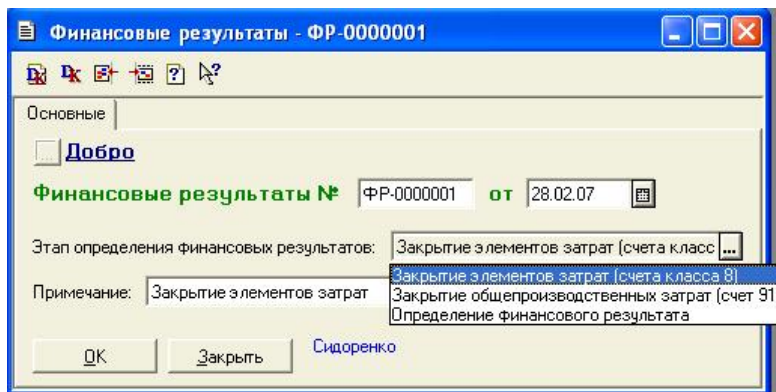 Финансовые результаты - ФР-0000001
Основные
... Добро
Финансовые результаты № ФР-0000001 от 28.02.07
Этап определения финансовых результатов: Закрытие элементов затрат (счета класс ...
Закрытие элементов затрат (счета класса 8)
Примечание: Закрытие элементов затрат
Закрытие общепроизводственных затрат (счет 91
Определение финансового результата
OK Закрыть Сидоренко